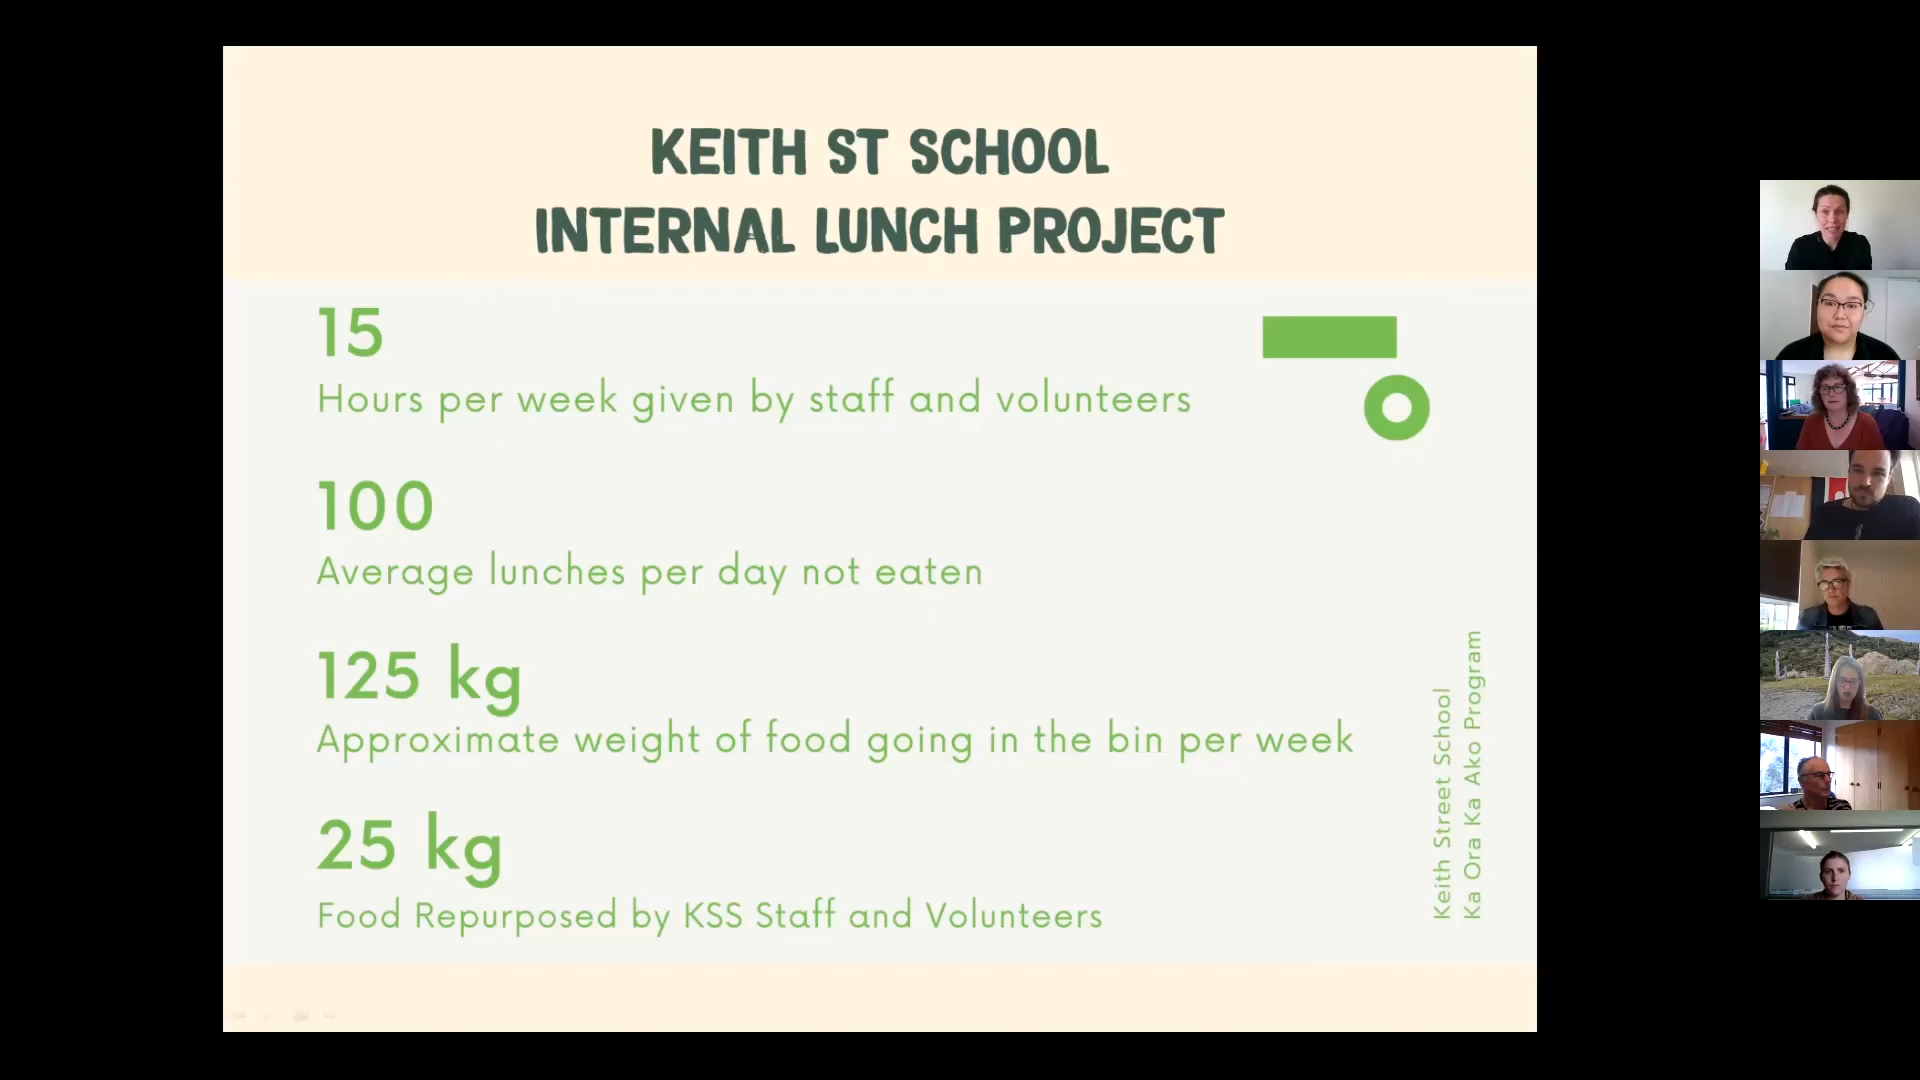 KEITH ST SCHOOL
INTERNAL LUNCH PROJECT
15
Hours per week given by staff and volunteers
100
Average lunches per day not eaten
125 kg
Approximate weight of food going in the bin per week
25 kg
Food Repurposed by KSS Staff and Volunteers
Keith Street School
Ka Ora Ka Ako Program